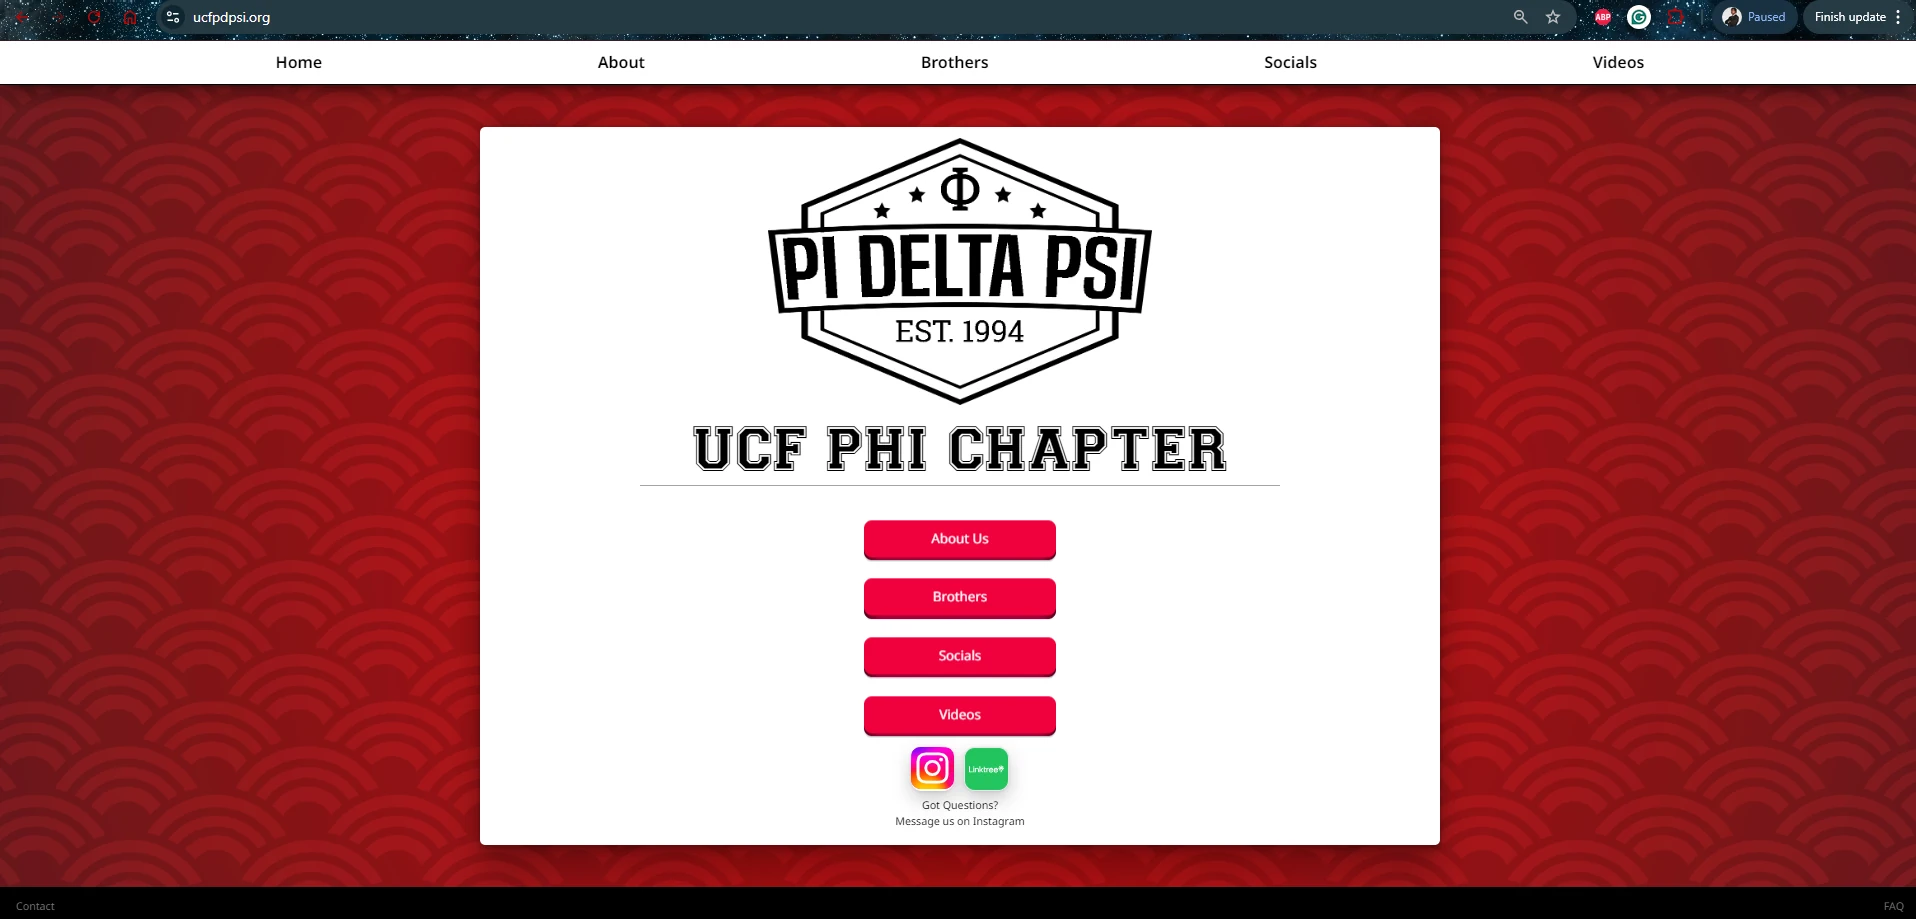 ucfpdpsi.org
ABP
Paused
Finish update
Home About Brothers Socials Videos
Φ
PI DELTA PSI
EST. 1994
UCF PHI CHAPTER
About Us
Brothers
Socials
Videos
Linktree
Got Questions?
Message us on Instagram
Contact FAQ